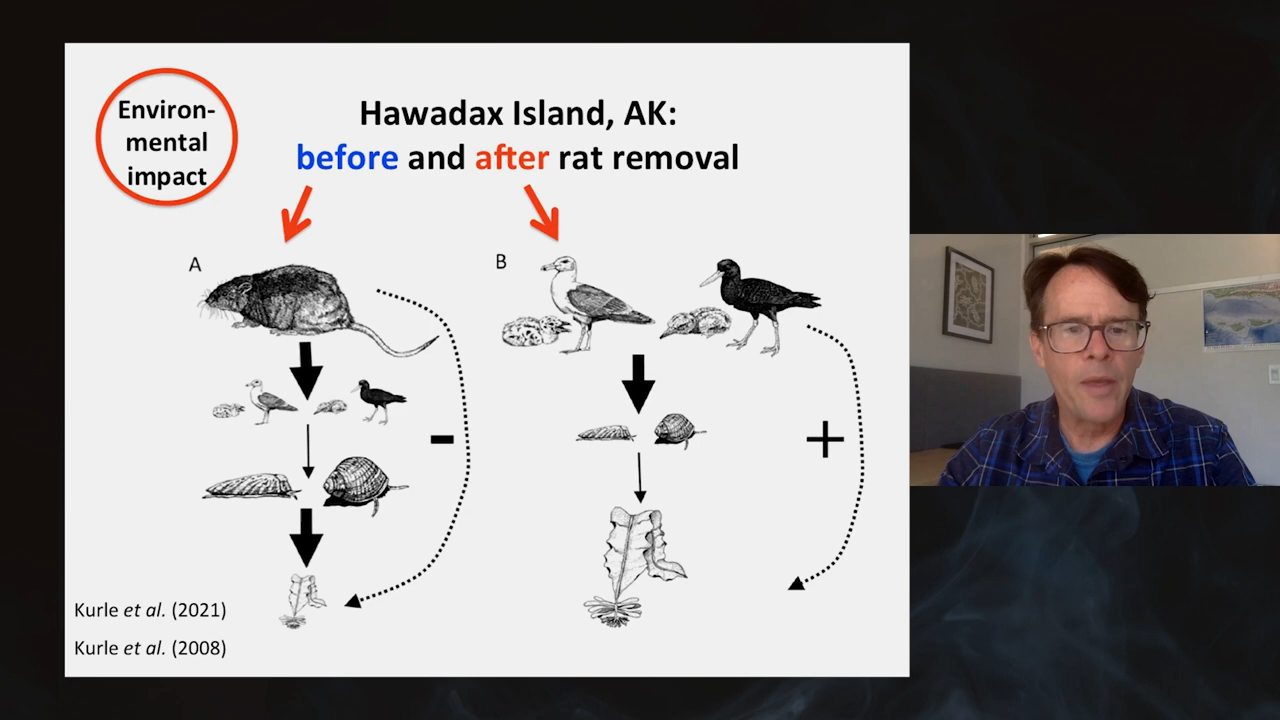 Environ-
mental
impact
Hawadax Island, AK:
before and after rat removal
A
B
-
+
Kurle et al. (2021)
Kurle et al. (2008)